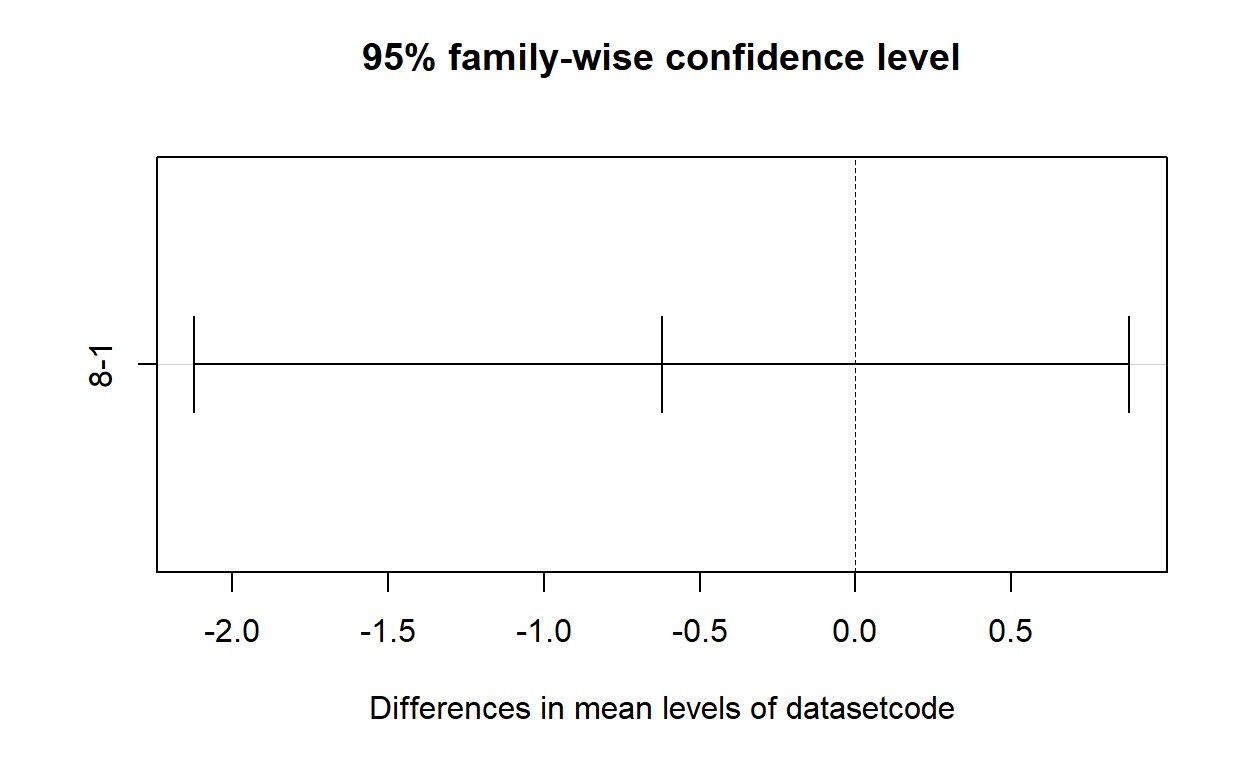 95% family-wise confidence level
8-1
-2.0 -1.5 -1.0 -0.5 0.0 0.5
Differences in mean levels of datasetcode